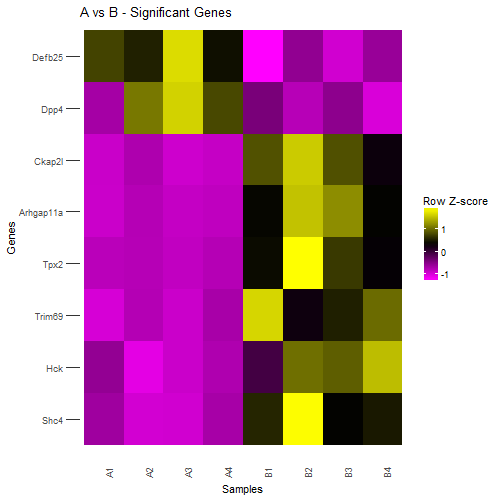 A vs B - Significant Genes
Defb25
Dpp4
Ckap2l
Arhgap11a
Tpx2
Trim69
Hck
Shc4
Genes
A1 A2 A3 A4 B1 B2 B3 B4
Samples
Row Z-score
1
0
-1